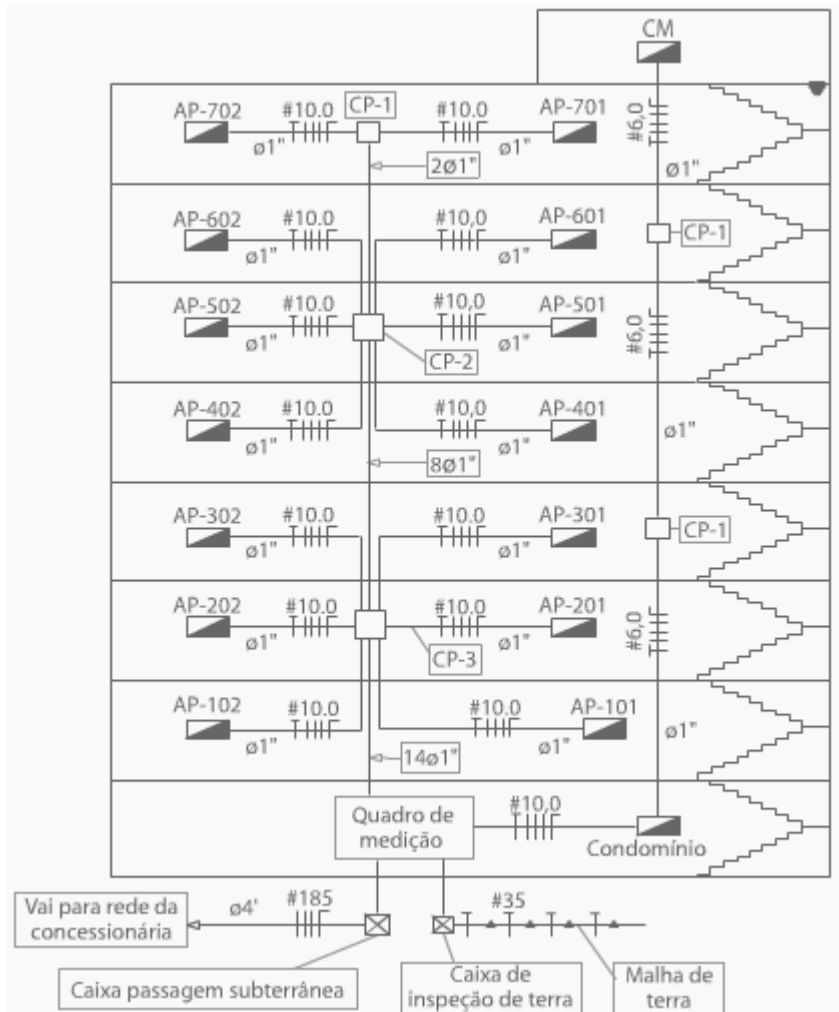 CM
AP-702
#10.0
CP-1
#10.0
AP-701
#6,0
ø1"
ø1"
2ø1"
ø1"
AP-602
#10.0
#10,0
AP-601
CP-1
ø1"
ø1"
AP-502
#10.0
#10,0
AP-501
#6,0
ø1"
ø1"
CP-2
AP-402
#10.0
#10,0
AP-401
ø1"
ø1"
ø1"
8ø1"
AP-302
#10.0
#10.0
AP-301
CP-1
ø1"
ø1"
AP-202
#10.0
#10.0
AP-201
#6,0
ø1"
ø1"
CP-3
AP-102
#10.0
#10.0
AP-101
ø1"
ø1"
ø1"
14ø1"
Quadro de
medição
#10,0
Condomínio
Vai para rede da
concessionária
ø4'
#185
#35
Caixa passagem subterrânea
Caixa de
inspeção de terra
Malha de
terra